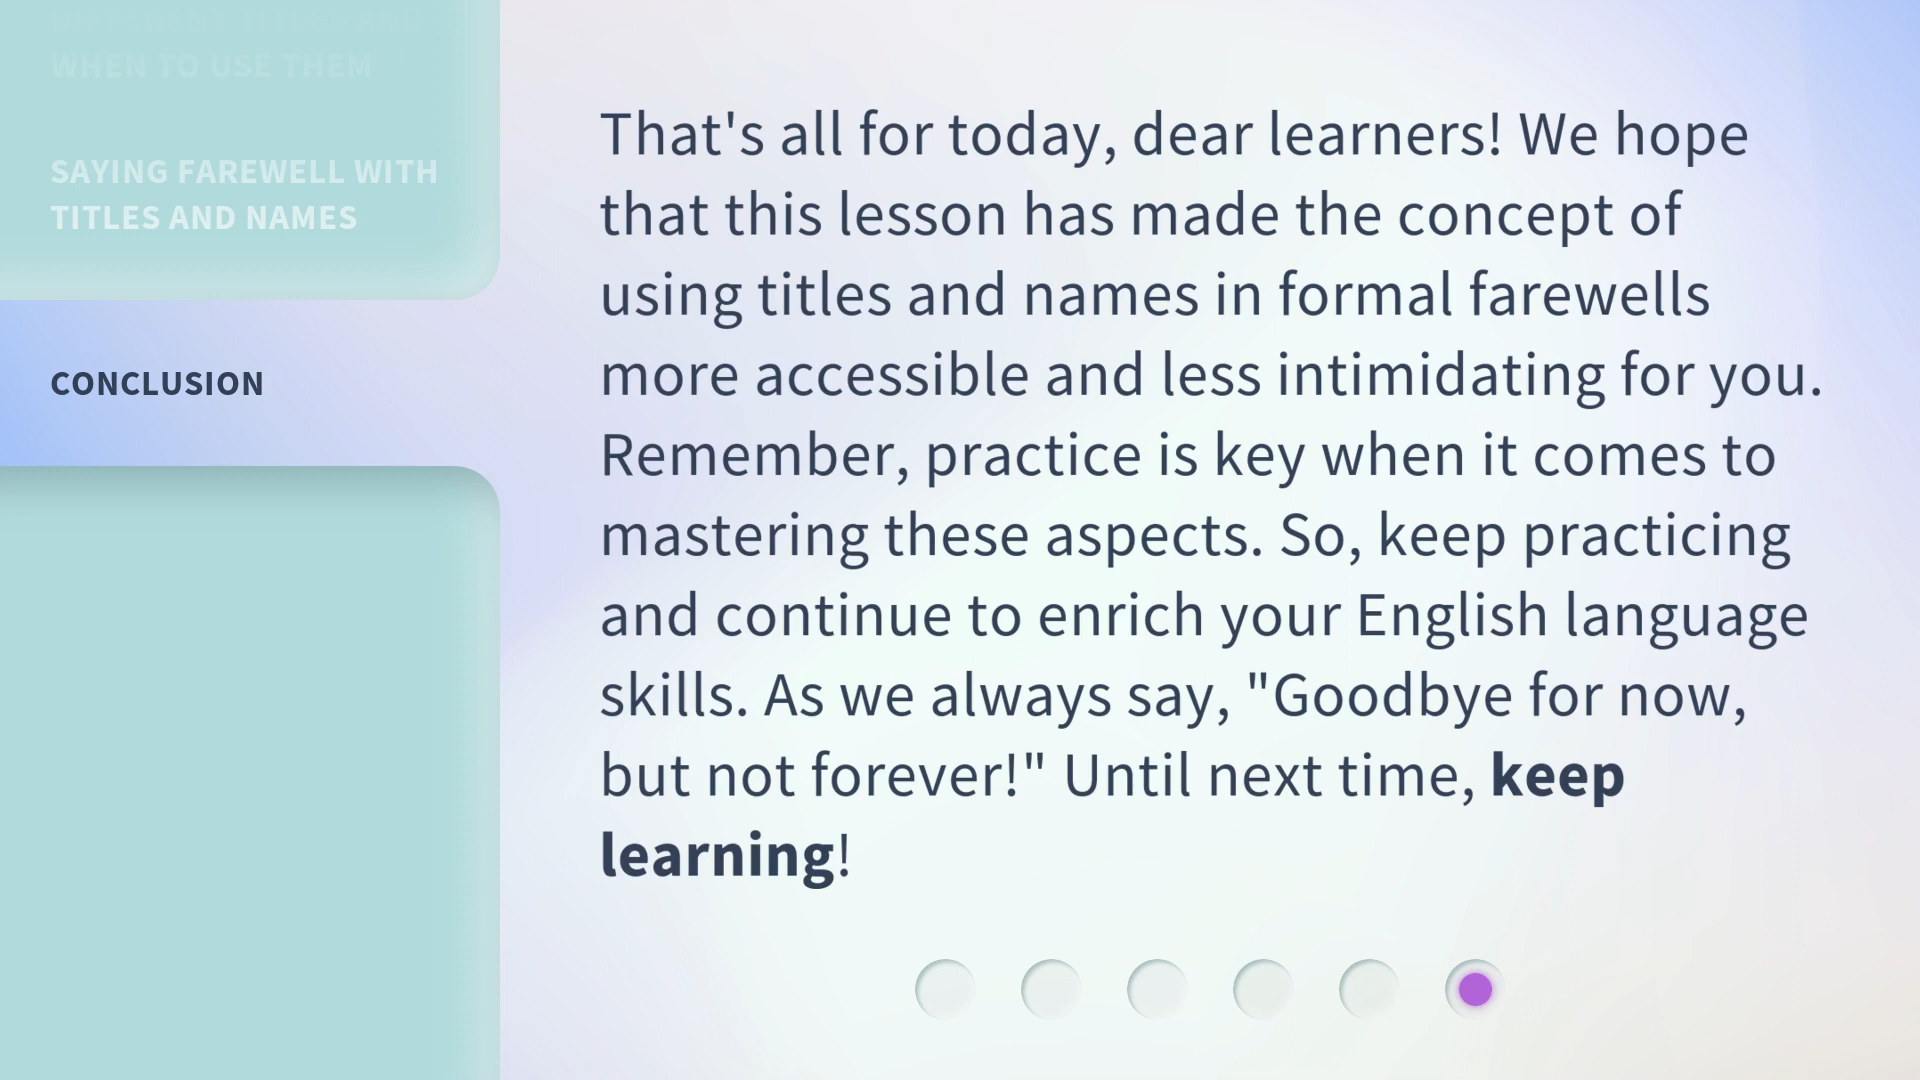 DIFFERENT TITLES AND
WHEN TO USE THEM
SAYING FAREWELL WITH
TITLES AND NAMES
CONCLUSION
That's all for today, dear learners! We hope
that this lesson has made the concept of
using titles and names in formal farewells
more accessible and less intimidating for you.
Remember, practice is key when it comes to
mastering these aspects. So, keep practicing
and continue to enrich your English language
skills. As we always say, "Goodbye for now,
but not forever!" Until next time, keep
learning!